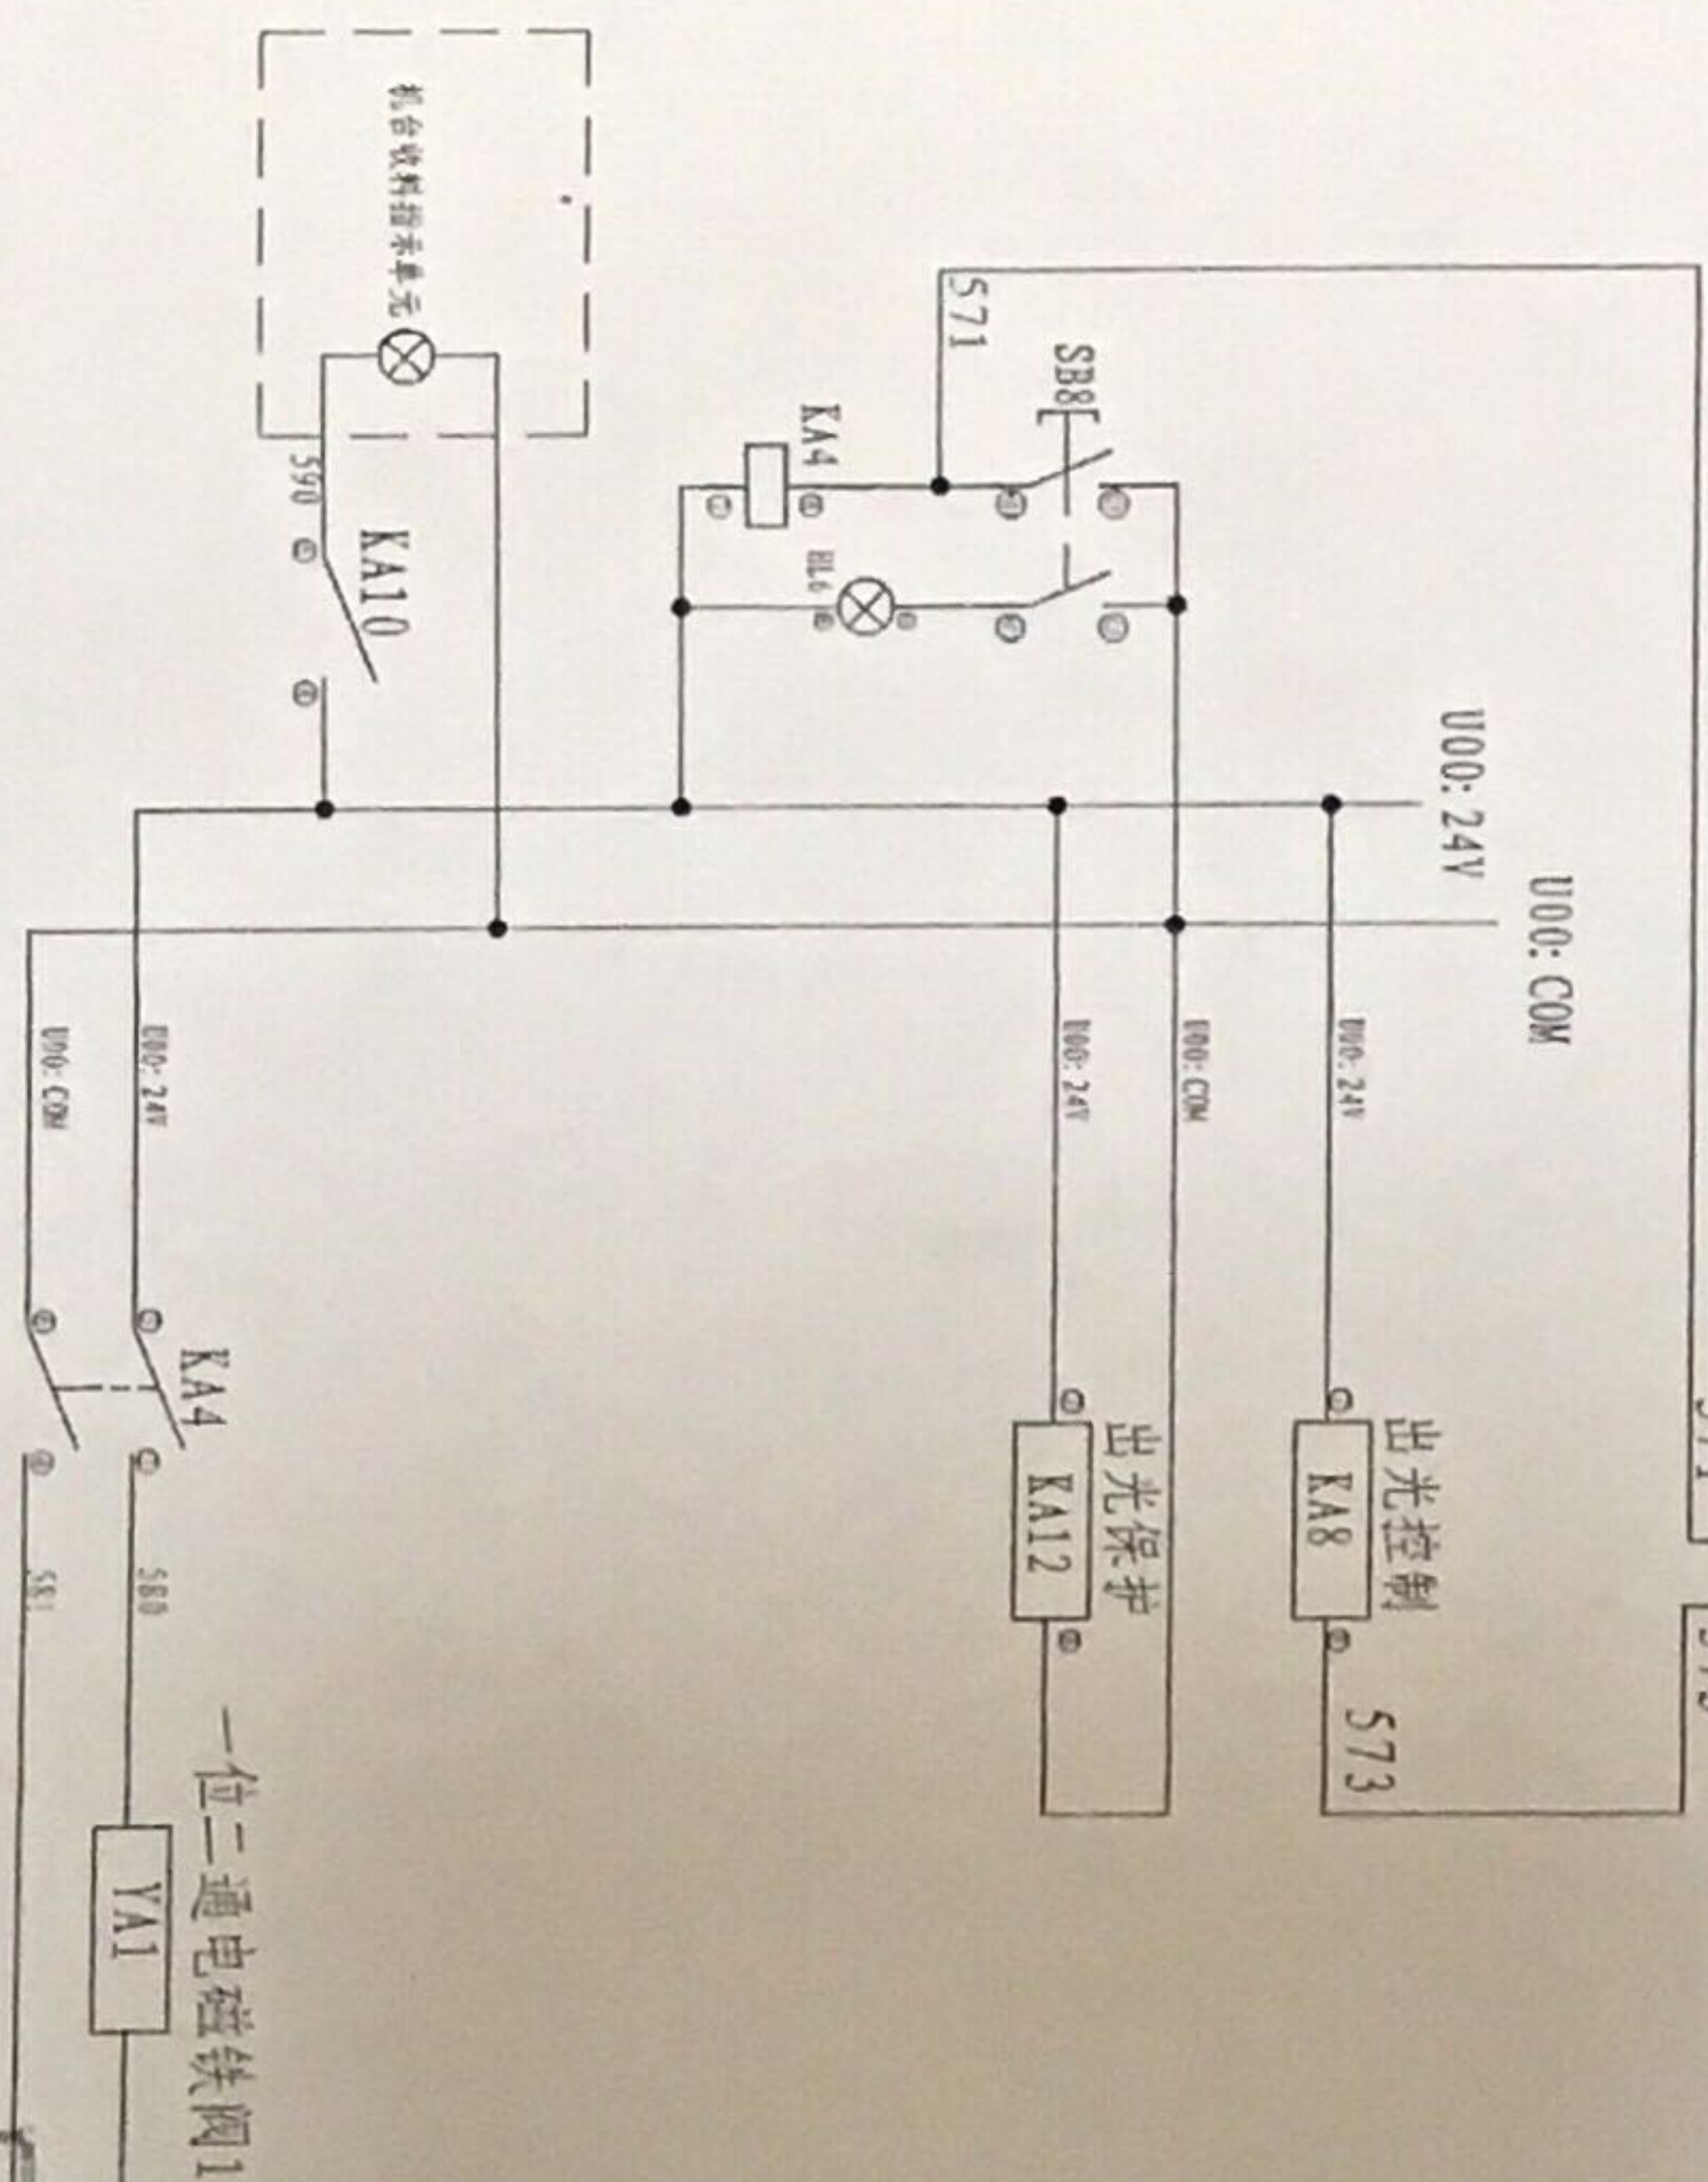 U00:24V
U00:COM
机台收料指示单元
571
SB8
KA4
HL6
590
KA10
U00:24V
U00:COM
U00:24V
U00:24V
U00:COM
出光控制
KA8
573
出光保护
KA12
KA4
580
581
一位二通电磁铁阀1
YA1